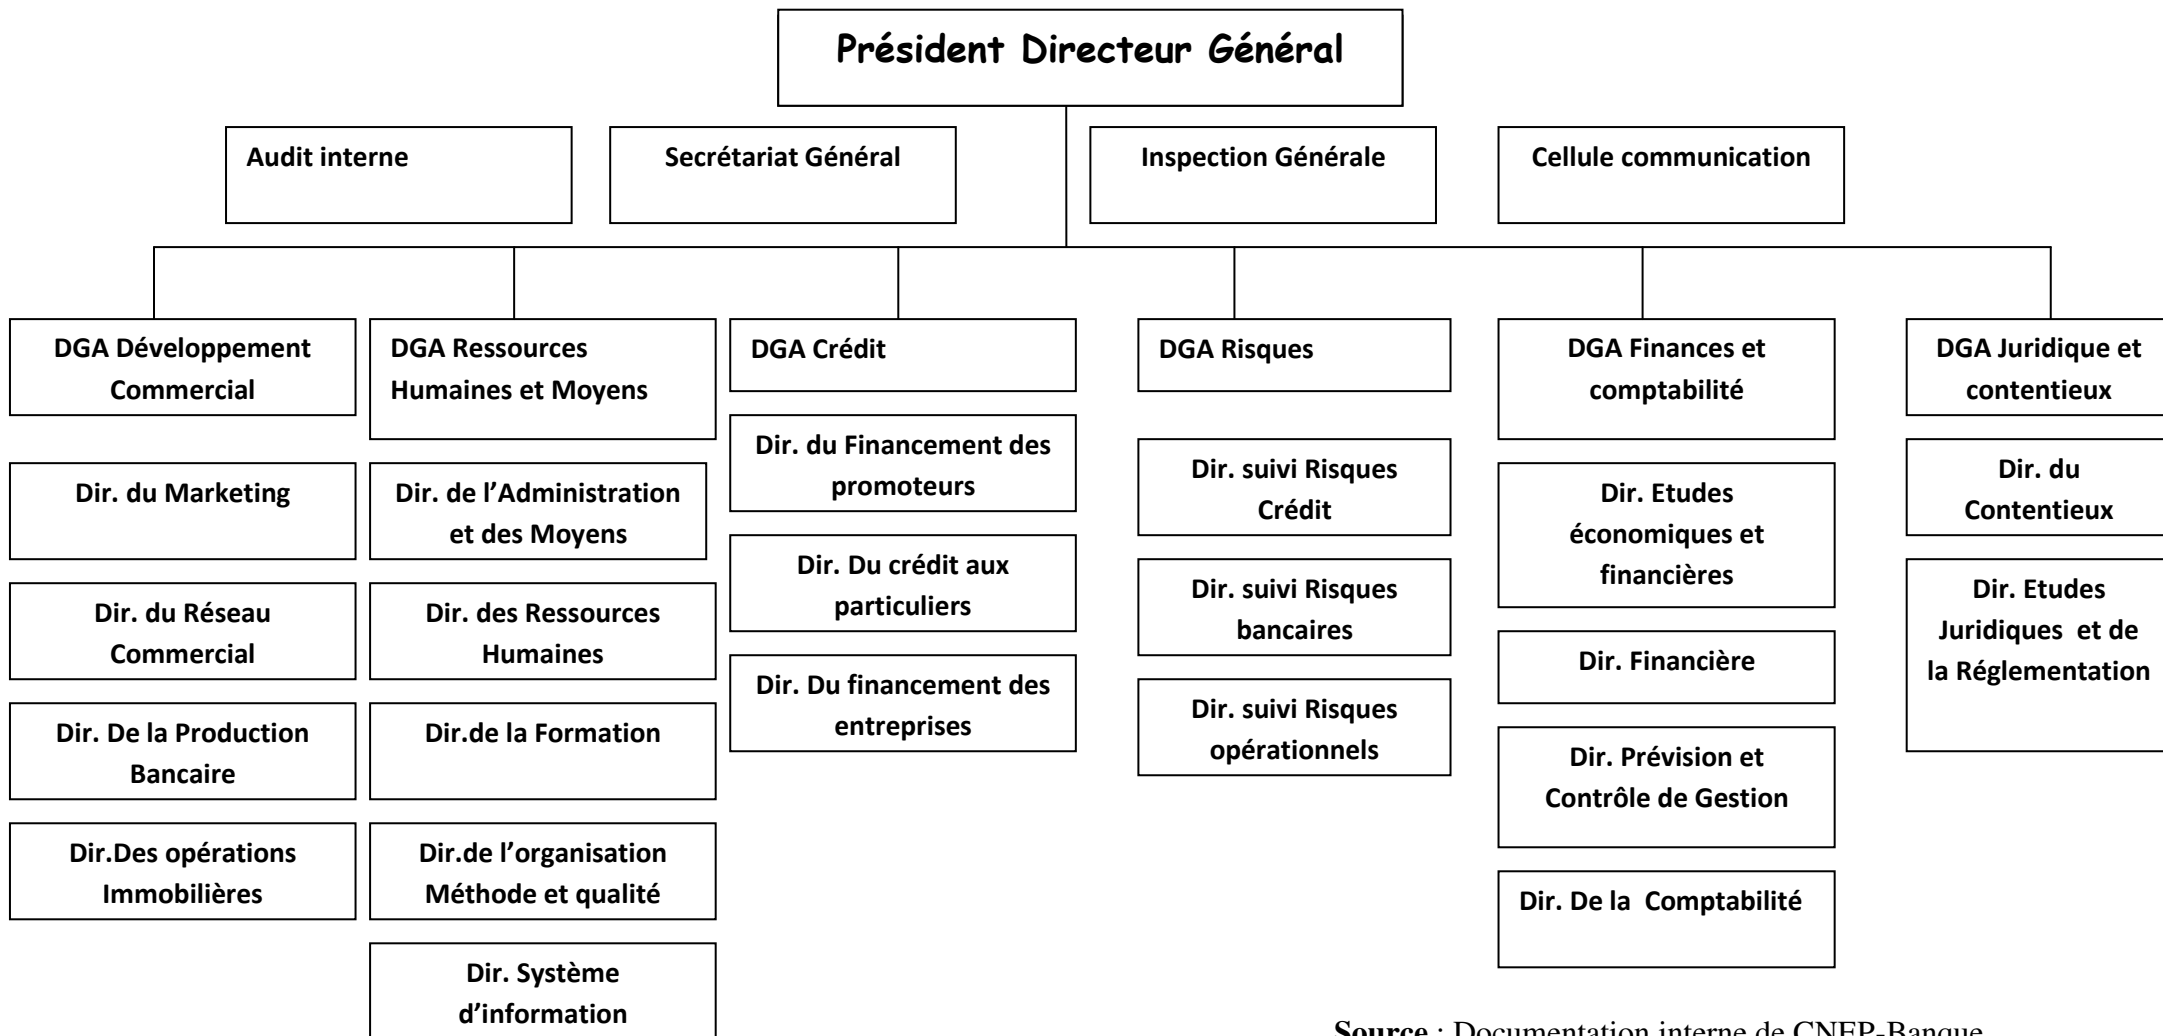 Président Directeur Général
Audit interne
Secrétariat Général
Inspection Générale
Cellule communication
DGA Développement
Commercial
Dir. du Marketing
Dir. du Réseau
Commercial
Dir. De la Production
Bancaire
Dir.Des opérations
Immobilières
DGA Ressources
Humaines et Moyens
Dir. de l’Administration
et des Moyens
Dir. des Ressources
Humaines
Dir.de la Formation
Dir.de l’organisation
Méthode et qualité
Dir. Système
d’information
DGA Crédit
Dir. du Financement des
promoteurs
Dir. Du crédit aux
particuliers
Dir. Du financement des
entreprises
DGA Risques
Dir. suivi Risques
Crédit
Dir. suivi Risques
bancaires
Dir. suivi Risques
opérationnels
DGA Finances et
comptabilité
Dir. Etudes
économiques et
financières
Dir. Financière
Dir. Prévision et
Contrôle de Gestion
Dir. De la Comptabilité
DGA Juridique et
contentieux
Dir. du
Contentieux
Dir. Etudes
Juridiques et de
la Réglementation
Source : Documentation interne de CNEP-Banque